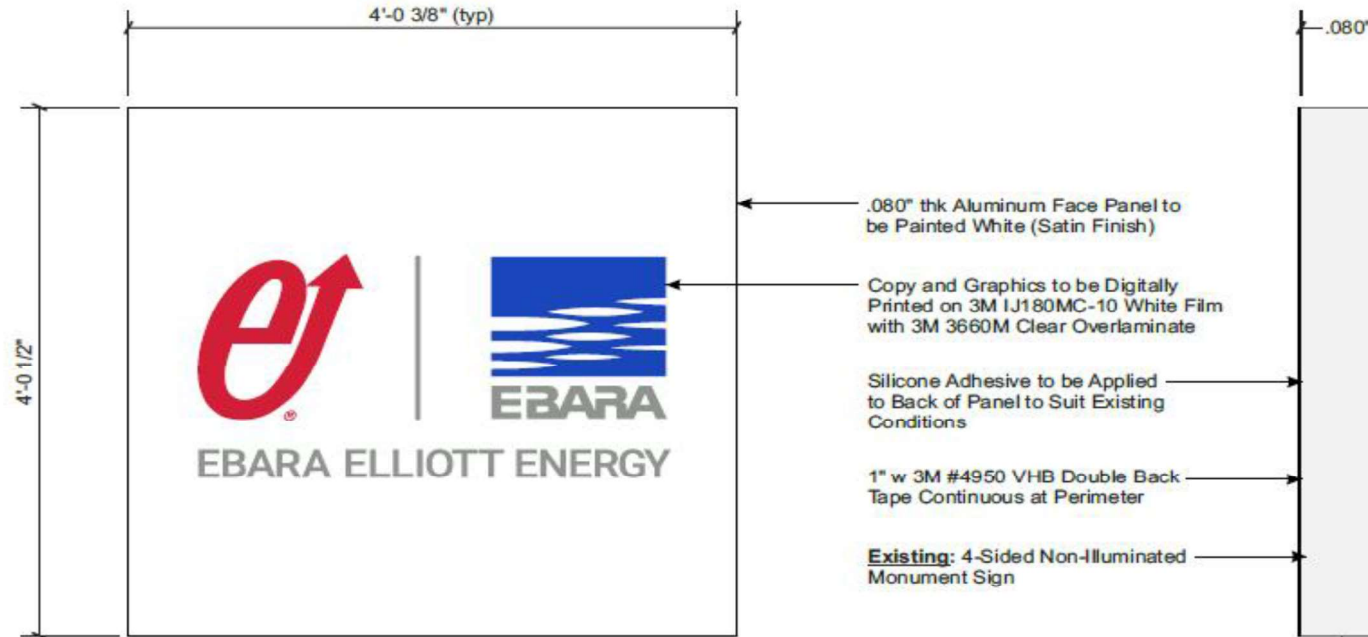 4'-0 3/8" (typ)
.080"
4'-0 1/2"
.080" thk Aluminum Face Panel to
be Painted White (Satin Finish)
Copy and Graphics to be Digitally
Printed on 3M IJ180MC-10 White Film
with 3M 3660M Clear Overlaminate
Silicone Adhesive to be Applied
to Back of Panel to Suit Existing
Conditions
1" w 3M #4950 VHB Double Back
Tape Continuous at Perimeter
Existing: 4-Sided Non-Illuminated
Monument Sign
e
®
EBARA
EBARA ELLIOTT ENERGY